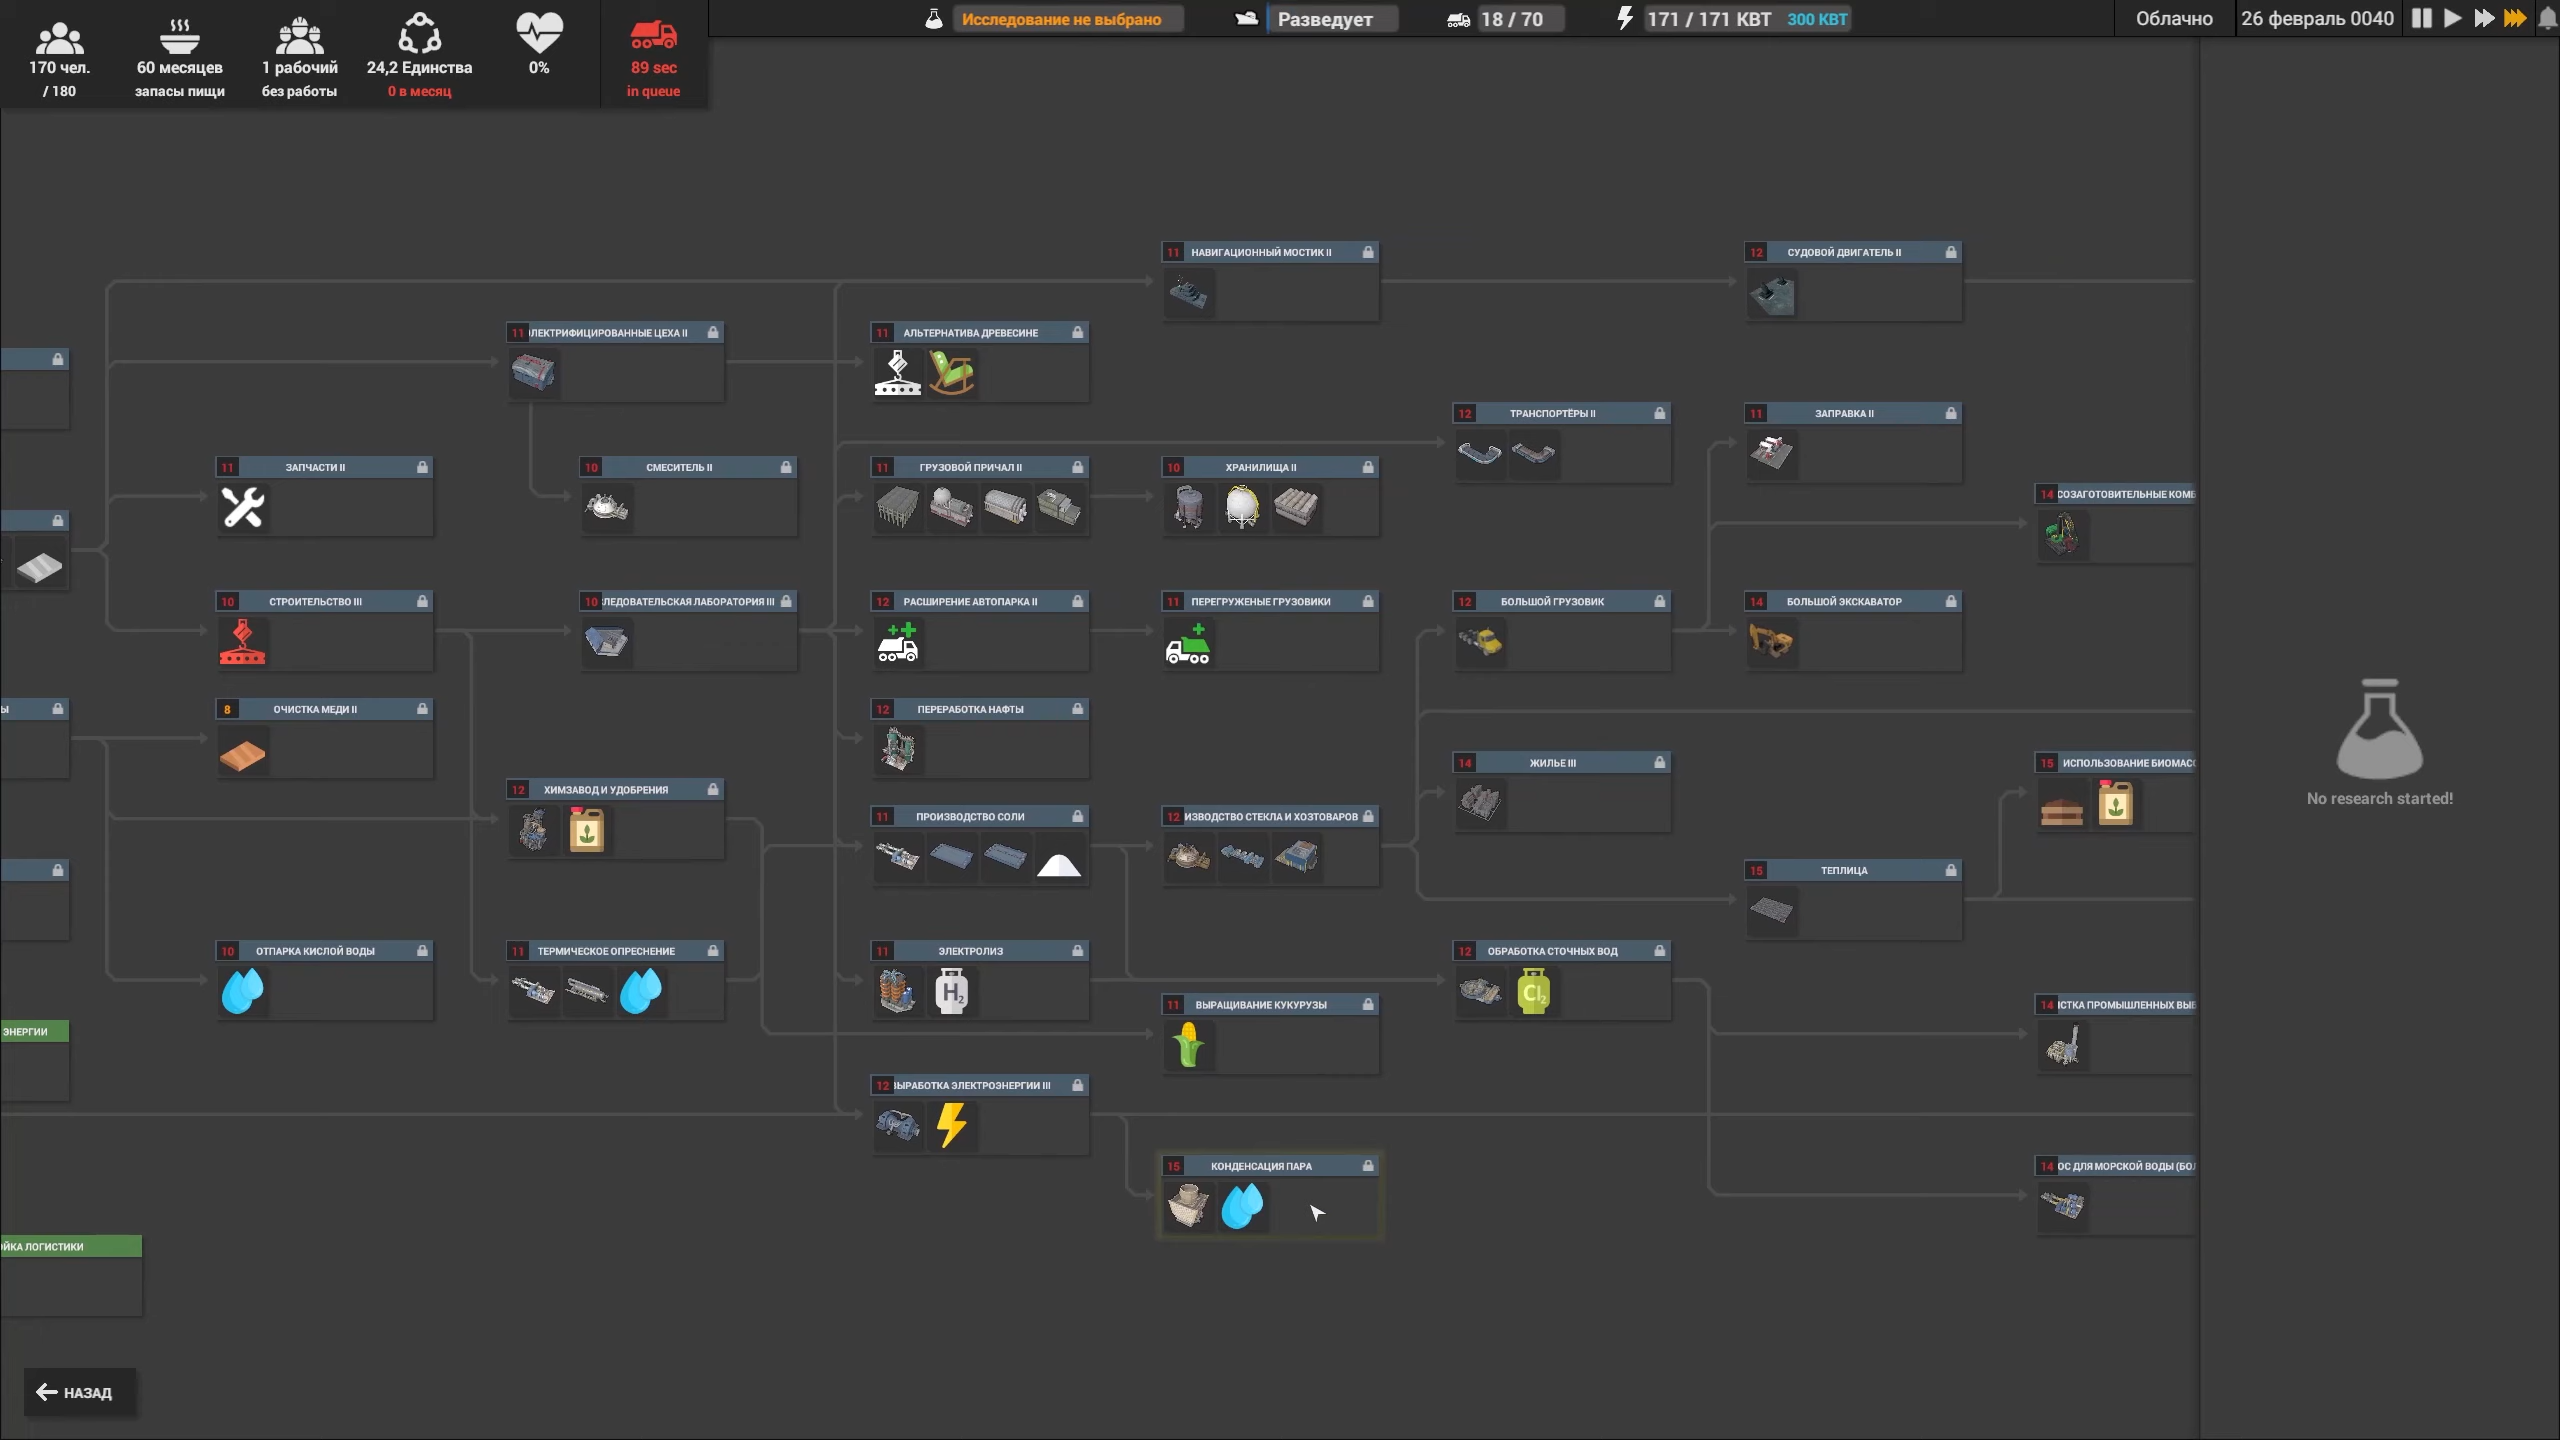 170 чел.
/ 180
60 месяцев
запасы пищи
1 рабочий
без работы
24,2 Единства
0 в месяц
0%
89 sec
in queue
Исследование не выбрано
Разведует
18 / 70
171 / 171 КВТ 300 КВТ
Облачно
26 февраль 0040
11 НАВИГАЦИОННЫЙ МОСТИК II
12 СУДОВОЙ ДВИГАТЕЛЬ II
11 ЛЕКТРИФИЦИРОВАННЫЕ ЦЕХА II
11 АЛЬТЕРНАТИВА ДРЕВЕСИНЕ
12 ТРАНСПОРТЁРЫ II
11 ЗАПРАВКА II
11 ЗАПЧАСТИ II
10 СМЕСИТЕЛЬ II
11 ГРУЗОВОЙ ПРИЧАЛ II
10 ХРАНИЛИЩА II
14 СОЗАГОТОВИТЕЛЬНЫЕ КОМБ
10 СТРОИТЕЛЬСТВО III
10 СЛЕДОВАТЕЛЬСКАЯ ЛАБОРАТОРИЯ III
12 РАСШИРЕНИЕ АВТОПАРКА II
11 ПЕРЕГРУЖЕНЫЕ ГРУЗОВИКИ
12 БОЛЬШОЙ ГРУЗОВИК
14 БОЛЬШОЙ ЭКСКАВАТОР
Ы
8 ОЧИСТКА МЕДИ II
12 ПЕРЕРАБОТКА НАФТЫ
14 ЖИЛЬЕ III
15 ИСПОЛЬЗОВАНИЕ БИОМАСС
12 ХИМЗАВОД И УДОБРЕНИЯ
11 ПРОИЗВОДСТВО СОЛИ
12 ИЗВОДСТВО СТЕКЛА И ХОЗТОВАРОВ
15 ТЕПЛИЦА
10 ОТПАРКА КИСЛОЙ ВОДЫ
11 ТЕРМИЧЕСКОЕ ОПРЕСНЕНИЕ
11 ЭЛЕКТРОЛИЗ
H2
12 ОБРАБОТКА СТОЧНЫХ ВОД
Cl2
11 ВЫРАЩИВАНИЕ КУКУРУЗЫ
14 ИСТКА ПРОМЫШЛЕННЫХ ВЫБ
ЭНЕРГИИ
12 ВЫРАБОТКА ЭЛЕКТРОЭНЕРГИИ III
15 КОНДЕНСАЦИЯ ПАРА
14 ОС ДЛЯ МОРСКОЙ ВОДЫ (БОЛ
ОЙКА ЛОГИСТИКИ
No research started!
НАЗАД